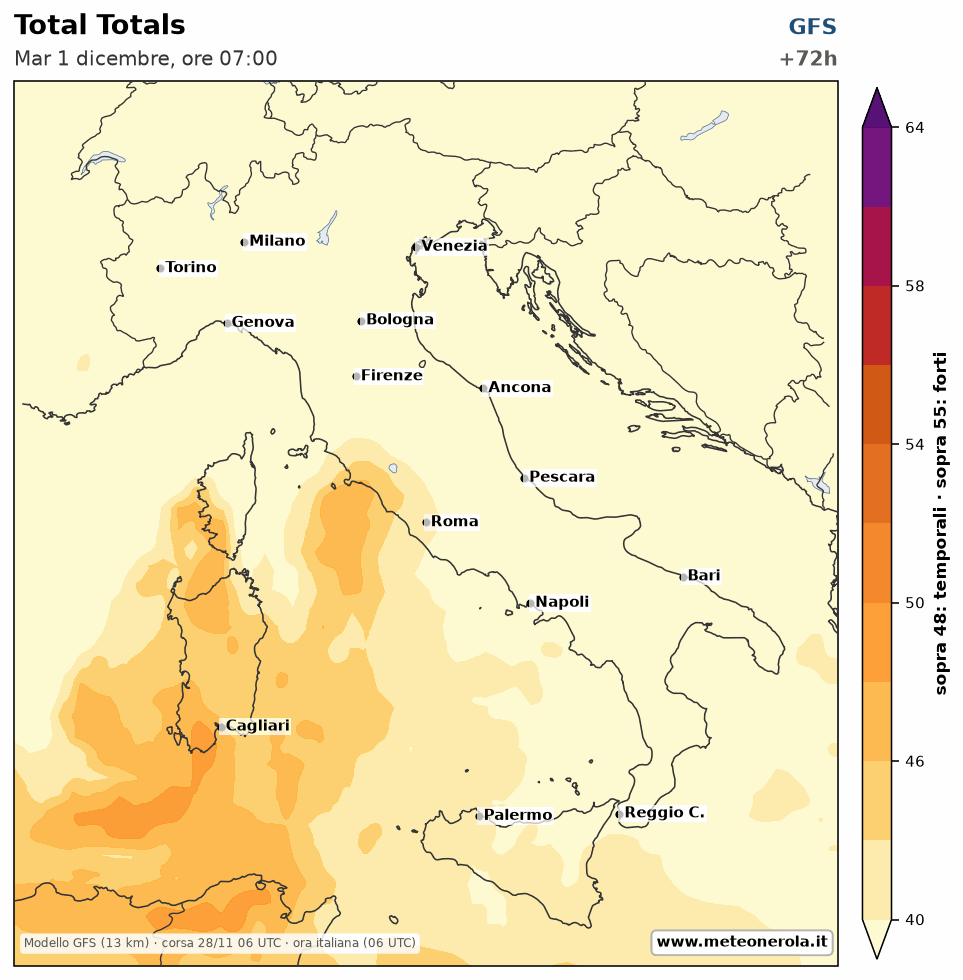 Total Totals
GFS
Mar 1 dicembre, ore 07:00
+72h
Milano
Venezia
Torino
Genova
Bologna
Firenze
Ancona
Pescara
Roma
Bari
Napoli
Cagliari
Palermo
Reggio C.
64
58
54
50
46
40
sopra 48: temporali · sopra 55: forti
Modello GFS (13 km) · corsa 28/11 06 UTC · ora italiana (06 UTC)
www.meteonerola.it